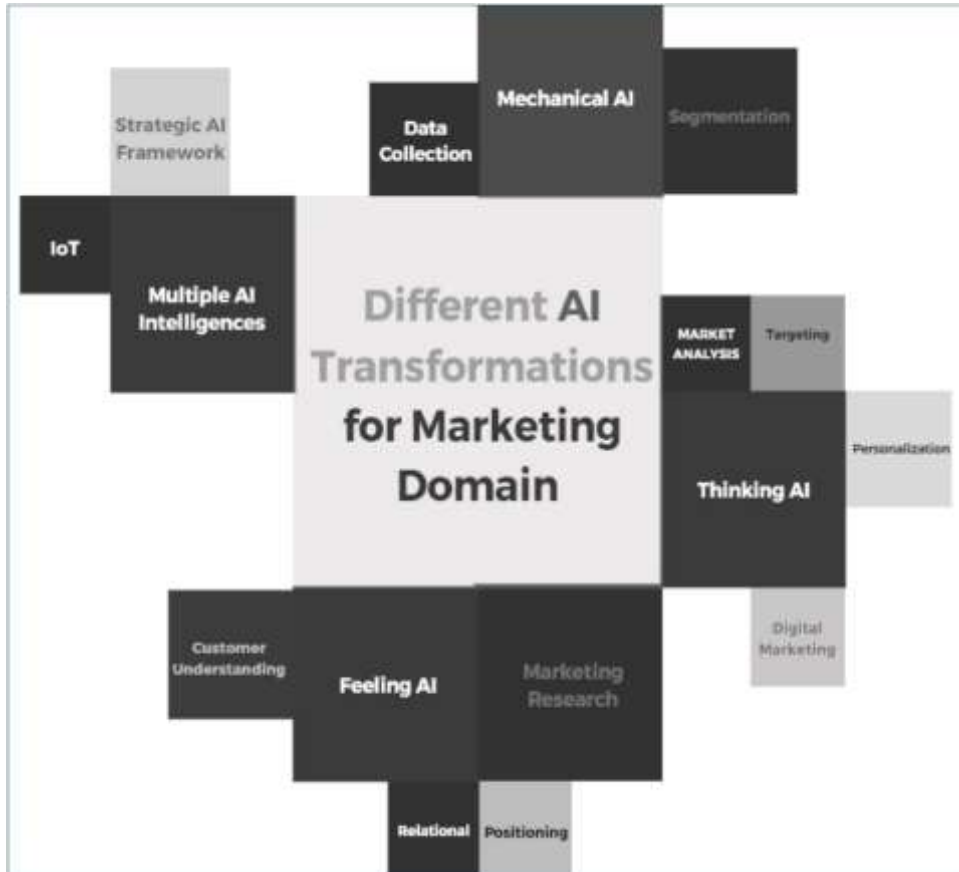 Mechanical AI
Data
Collection
Segmentation
Strategic AI
Framework
IoT
Multiple AI
Intelligences
Different AI
Transformations
for Marketing
Domain
MARKET
ANALYSIS
Targeting
Personalization
Thinking AI
Digital
Marketing
Customer
Understanding
Feeling AI
Marketing
Research
Relational
Positioning